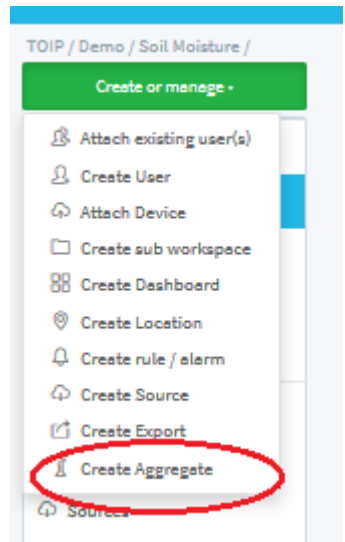 TOIP / Demo / Soil Moisture /
Create or manage
Attach existing user(s)
Create User
Attach Device
Create sub workspace
Create Dashboard
Create Location
Create rule / alarm
Create Source
Create Export
Create Aggregate
Sources